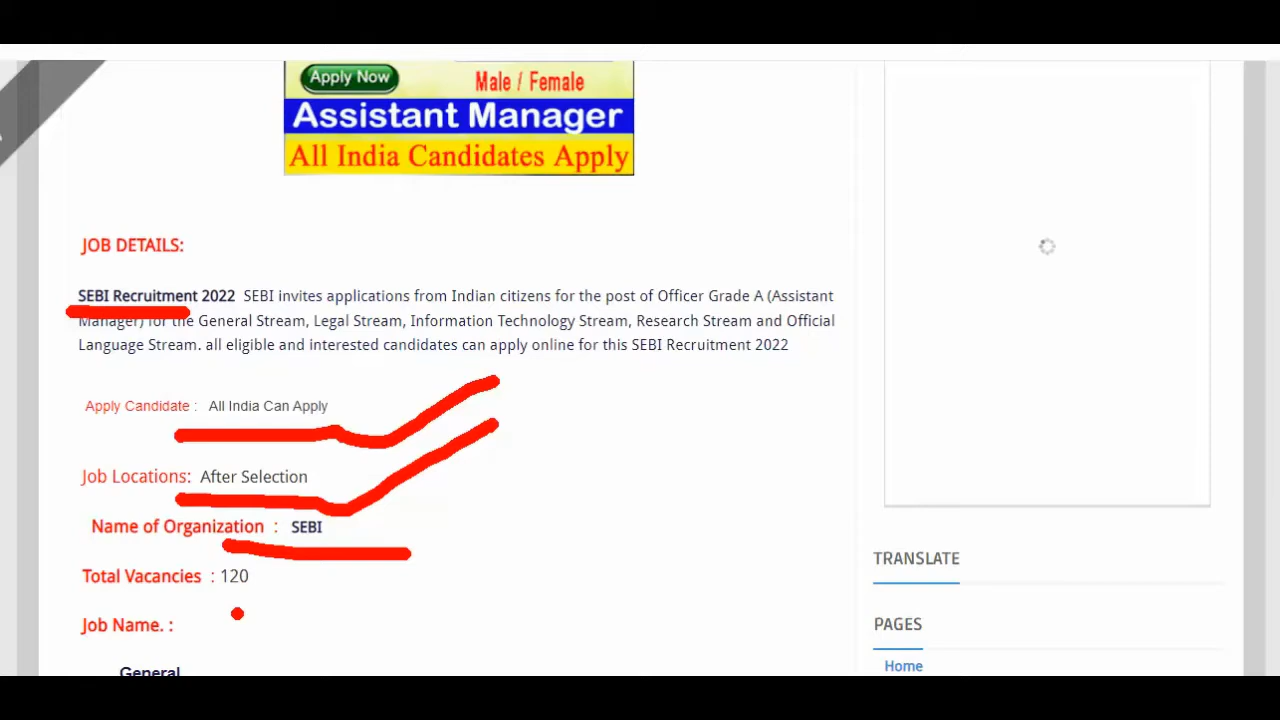 Apply Now
Male / Female
Assistant Manager
All India Candidates Apply
JOB DETAILS:
SEBI Recruitment 2022 SEBI invites applications from Indian citizens for the post of Officer Grade A (Assistant
Manager) for the General Stream, Legal Stream, Information Technology Stream, Research Stream and Official
Language Stream. all eligible and interested candidates can apply online for this SEBI Recruitment 2022
Apply Candidate : All India Can Apply
Job Locations: After Selection
Name of Organization : SEBI
Total Vacancies : 120
Job Name. :
General
TRANSLATE
PAGES
Home